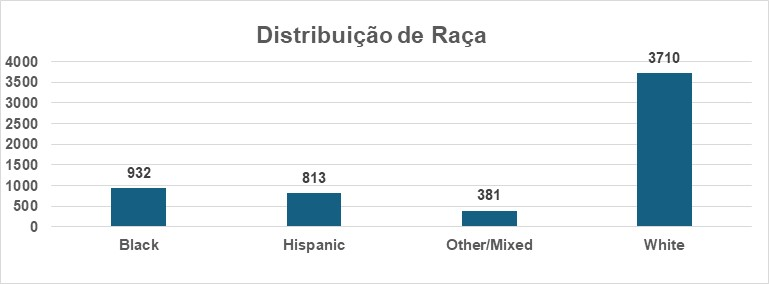 Distribuição de Raça
4000
3500
3000
2500
2000
1500
1000
500
0
932
813
381
3710
Black
Hispanic
Other/Mixed
White